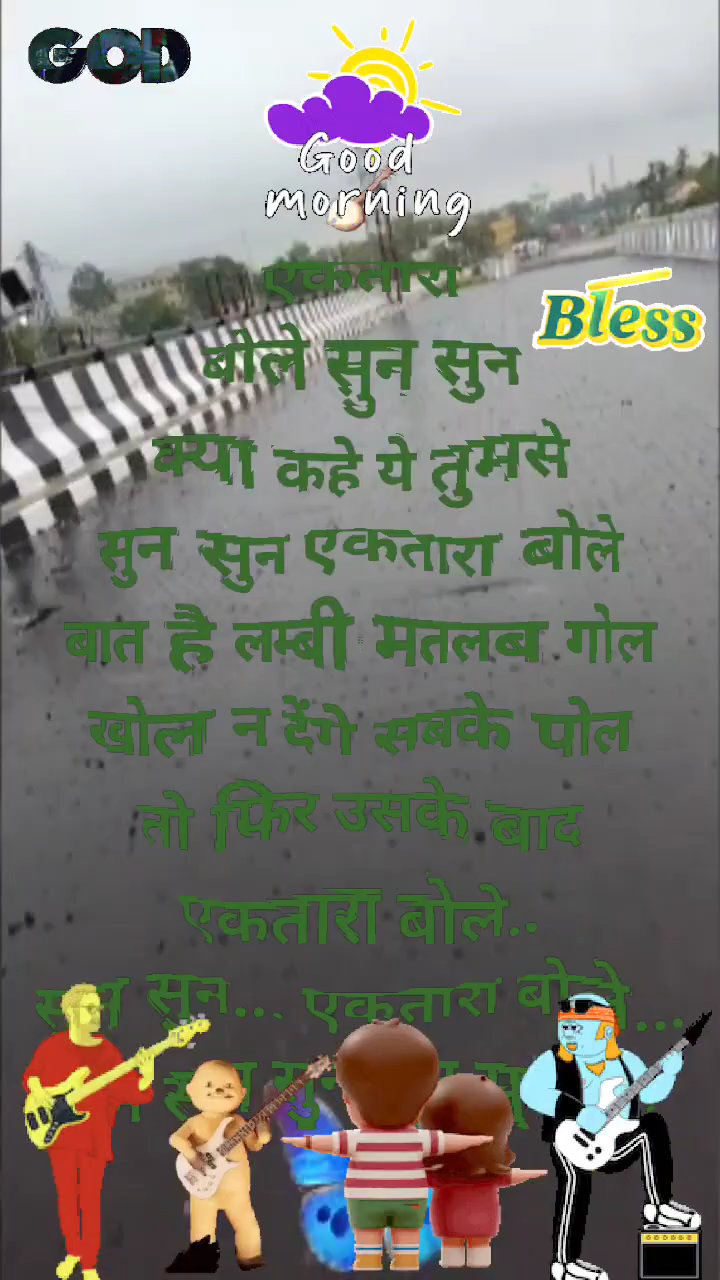 GOD
Good
morning
Bless
एकतारा
बोले सुन सुन
क्या कहे ये तुमसे
सुन सुन एकतारा बोले
बात है लम्बी मतलब गोल
खोल न देंगे सबके पोल
तो फिर उसके बाद
एकतारा बोले..
सुन सुन... एकतारा बोले...